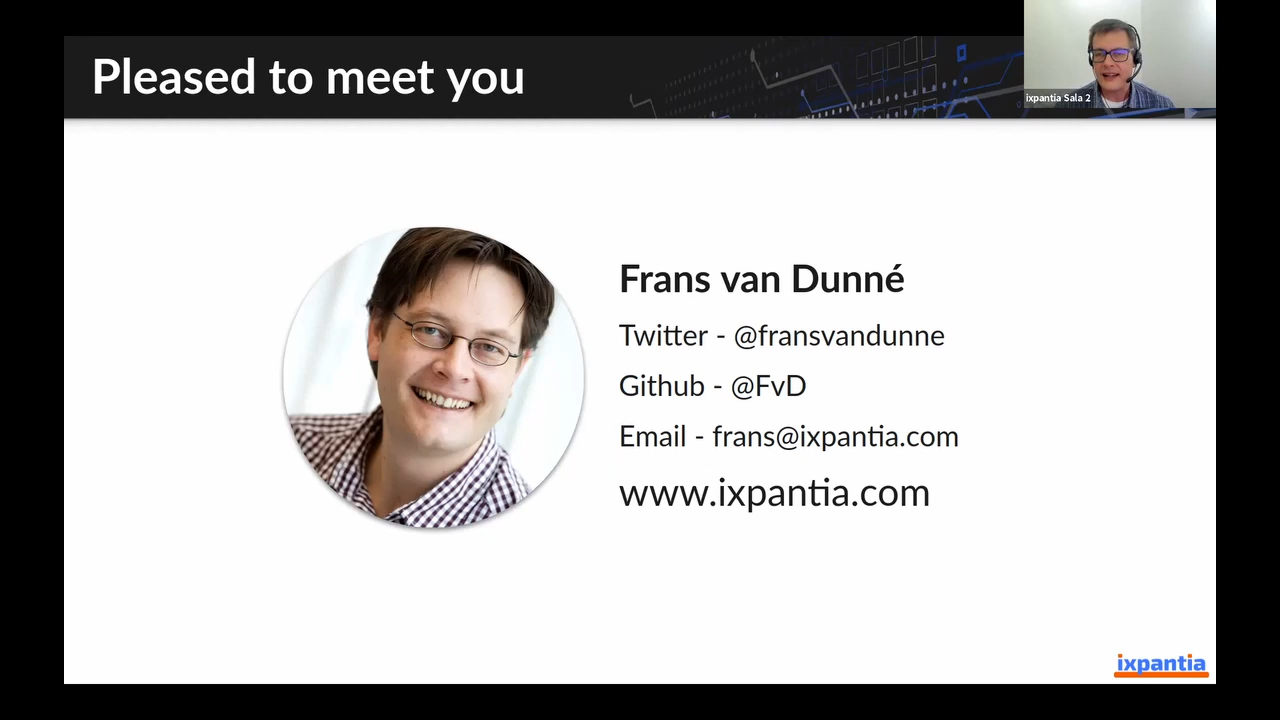 Pleased to meet you
ixpantia Sala 2
Frans van Dunné
Twitter - @fransvandunne
Github - @FvD
Email - frans@ixpantia.com
www.ixpantia.com
ixpantia